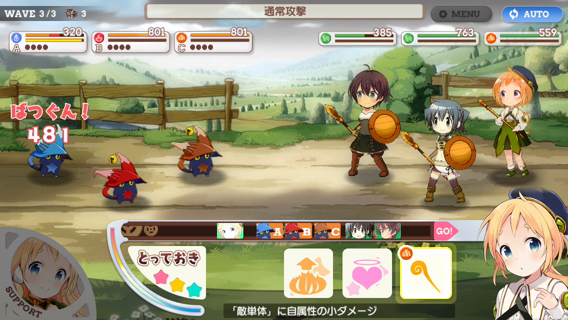 WAVE 3/3 3
通常攻撃
MENU
AUTO
320
801
801
385
763
559
A
B
C
ばつぐん!
481
A B C
GO!
とっておき
SUPPORT
「敵単体」に自属性の小ダメージ